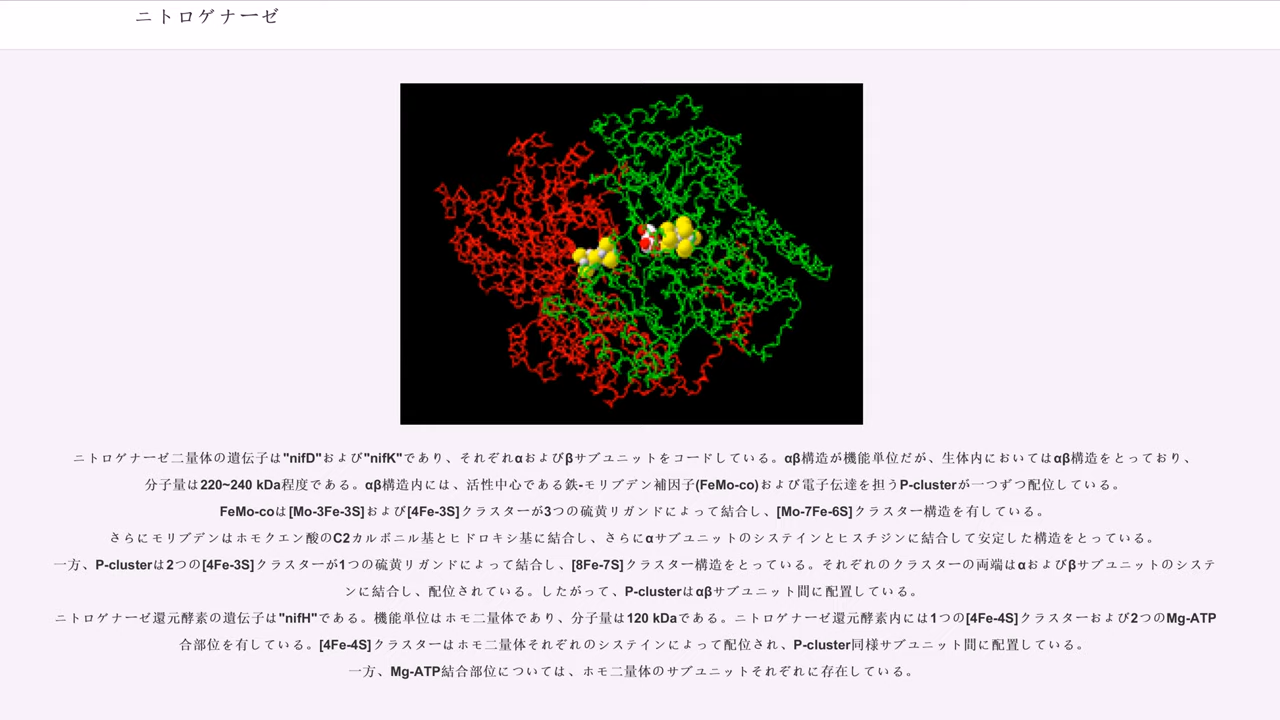 ニトロゲナーゼ
ニトロゲナーゼ二量体の遺伝子は"nifD"および"nifK"であり、それぞれαおよびβサブユニットをコードしている。αβ構造が機能単位だが、生体内においてはαβ構造をとっており、
分子量は220~240 kDa程度である。αβ構造内には、活性中心である鉄-モリブデン補因子(FeMo-co)および電子伝達を担うP-clusterが一つずつ配位している。
FeMo-coは[Mo-3Fe-3S]および[4Fe-3S]クラスターが3つの硫黄リガンドによって結合し、[Mo-7Fe-6S]クラスター構造を有している。
さらにモリブデンはホモクエン酸のC2カルボニル基とヒドロキシ基に結合し、さらにαサブユニットのシステインとヒスチジンに結合して安定した構造をとっている。
一方、P-clusterは2つの[4Fe-3S]クラスターが1つの硫黄リガンドによって結合し、[8Fe-7S]クラスター構造をとっている。それぞれのクラスターの両端はαおよびβサブユニットのシステ
ンに結合し、配位されている。したがって、P-clusterはαβサブユニット間に配置している。
ニトロゲナーゼ還元酵素の遺伝子は"nifH"である。機能単位はホモ二量体であり、分子量は120 kDaである。ニトロゲナーゼ還元酵素内には1つの[4Fe-4S]クラスターおよび2つのMg-ATP
合部位を有している。[4Fe-4S]クラスターはホモ二量体それぞれのシステインによって配位され、P-cluster同様サブユニット間に配置している。
一方、Mg-ATP結合部位については、ホモ二量体のサブユニットそれぞれに存在している。